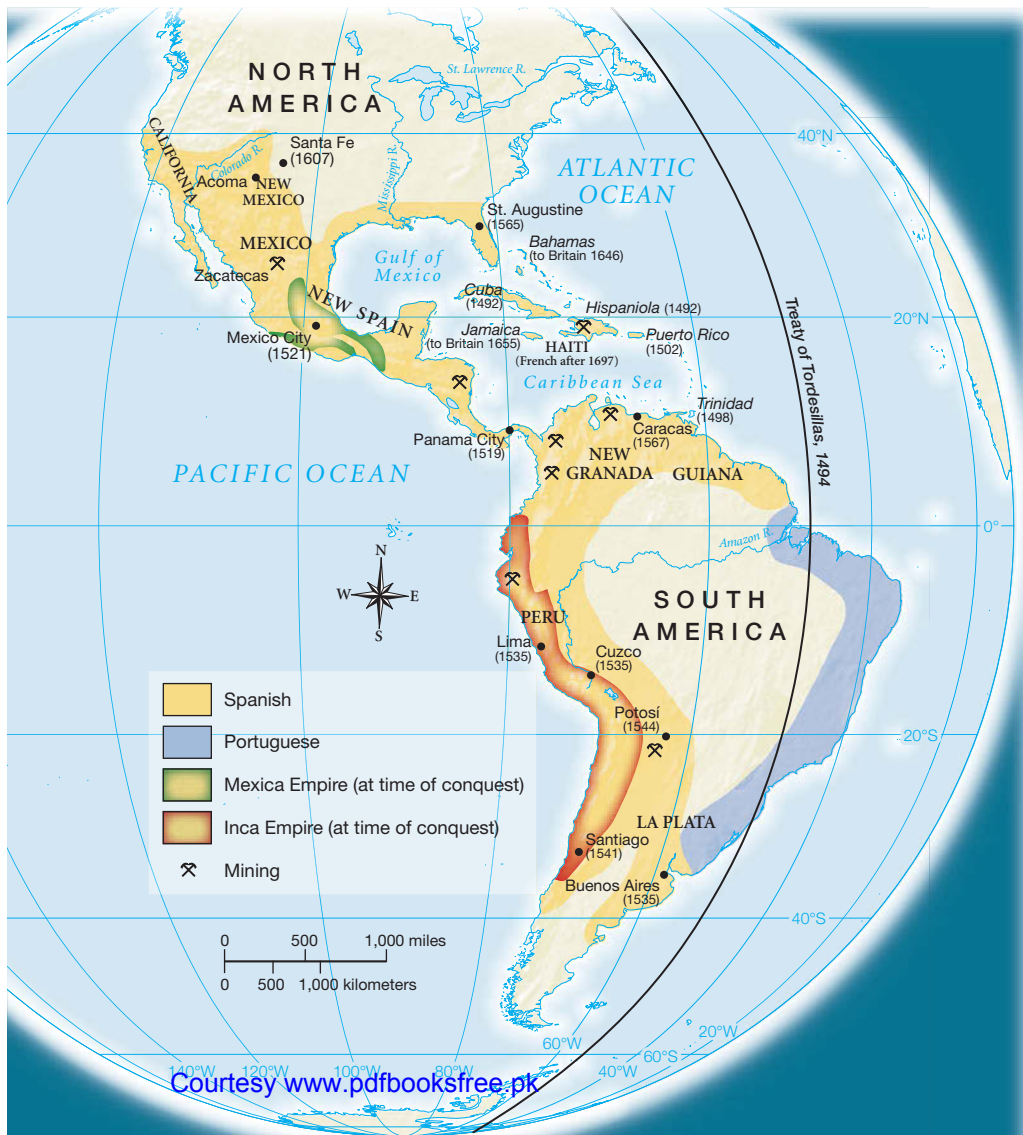 NORTH
AMERICA
St. Lawrence R.
40°N
CALIFORNIA
Colorado R.
Santa Fe
(1607)
Acoma
NEW
MEXICO
Mississippi R.
ATLANTIC
OCEAN
St. Augustine
(1565)
MEXICO
Zacatecas
Gulf of
Mexico
Bahamas
(to Britain 1646)
NEW SPAIN
Cuba
(1492)
Hispaniola (1492)
20°N
Mexico City
(1521)
Jamaica
(to Britain 1655)
HAITI
(French after 1697)
Puerto Rico
(1502)
Treaty of Tordesillas, 1494
Caribbean Sea
Trinidad
(1498)
Panama City
(1519)
Caracas
(1567)
NEW
GRANADA
GUIANA
PACIFIC OCEAN
0°
Amazon R.
N
W
E
S
SOUTH
AMERICA
PERU
Lima
(1535)
Cuzco
(1535)
Potosí
(1544)
20°S
LA PLATA
Santiago
(1541)
Buenos Aires
(1535)
40°S
Spanish
Portuguese
Mexica Empire (at time of conquest)
Inca Empire (at time of conquest)
Mining
0 500 1,000 miles
0 500 1,000 kilometers
20°W
60°W
60°S
140°W
120°W
100°W
80°W
40°W
Courtesy www.pdfbooksfree.pk